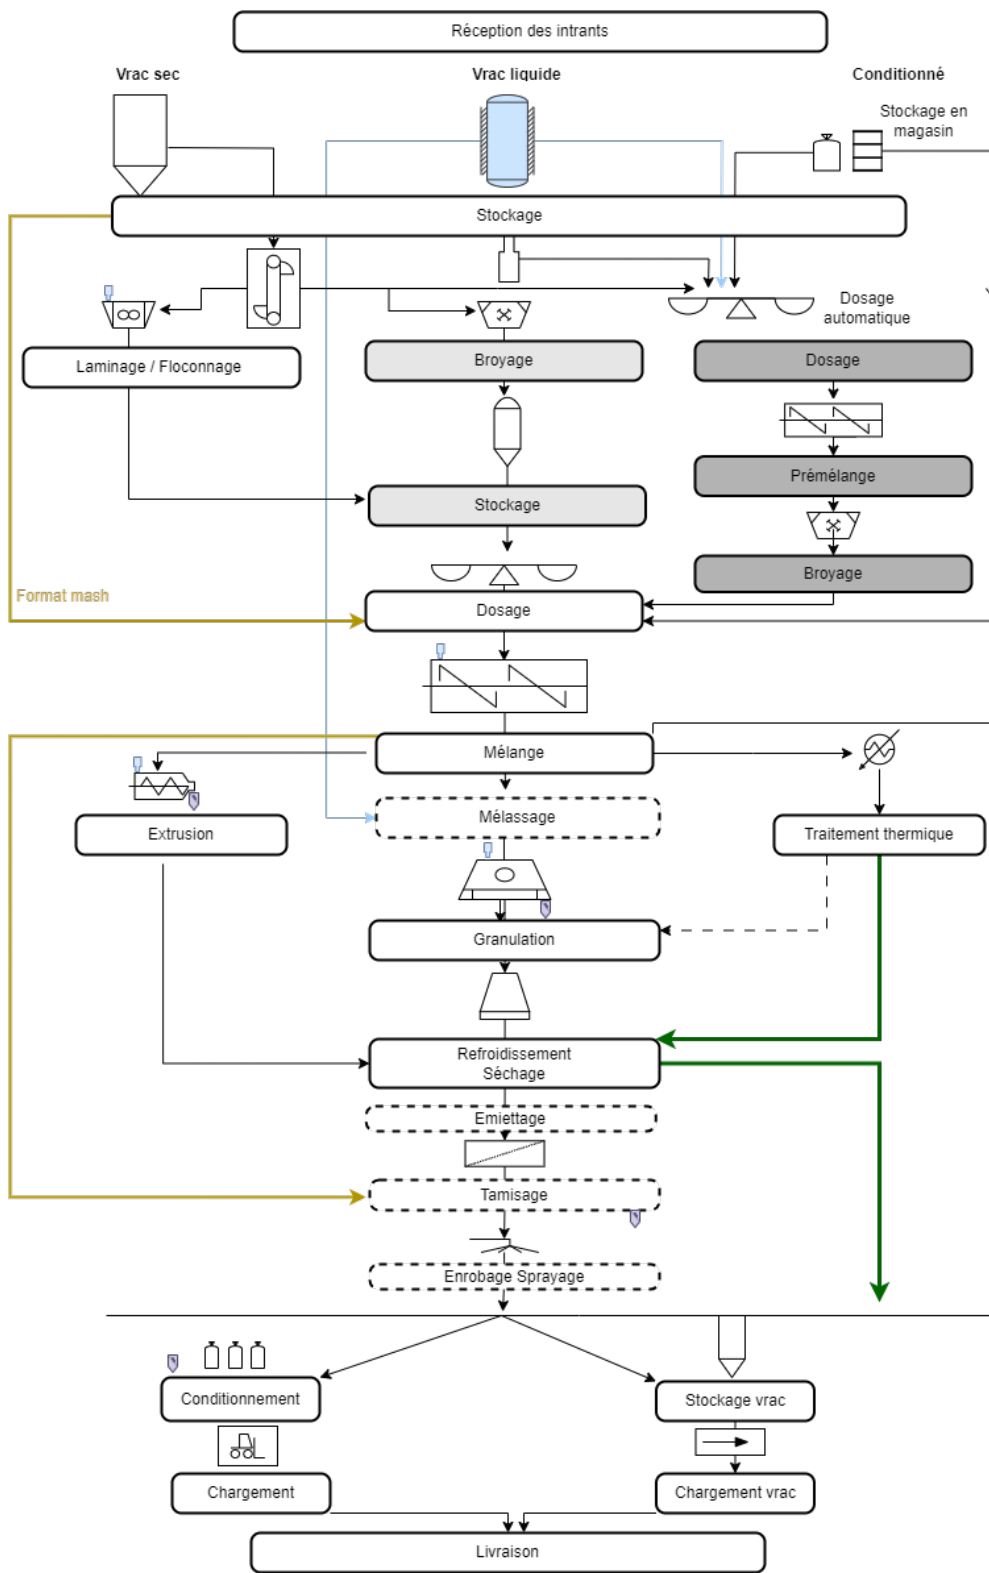 Réception des intrants
Vrac sec
Vrac liquide
Conditionné
Stockage en
magasin
Stockage
Dosage
automatique
Laminage / Floconnage
Broyage
Dosage
Prémélange
Stockage
Broyage
Format mash
Dosage
Mélange
Mélassage
Extrusion
Traitement thermique
Granulation
Refroidissement
Séchage
Emiettage
Tamisage
Enrobage Sprayage
Conditionnement
Stockage vrac
Chargement
Chargement vrac
Livraison